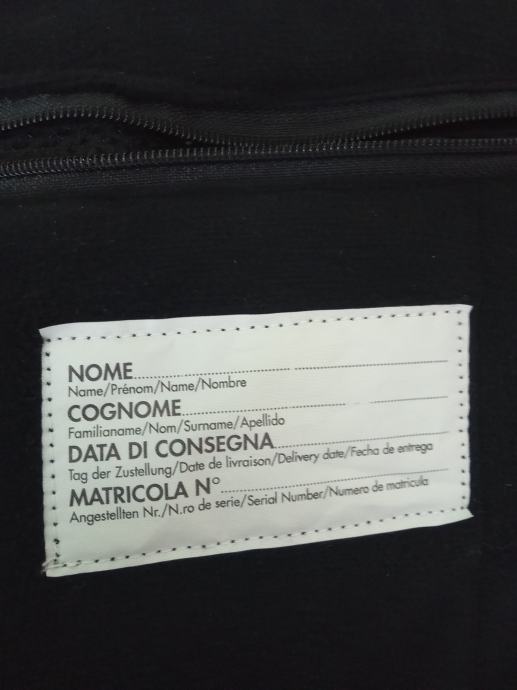 NOME......................................................
Name/Prénom/Name/Nombre
COGNOME......................................................
Familianame/Nom/Surname/Apellido
DATA DI CONSEGNA......................................................
Tag der Zustellung/Date de livraison/Delivery date/Fecha de entrega
MATRICOLA N°......................................................
Angestellten Nr./N.ro de serie/Serial Number/Numero de matricula